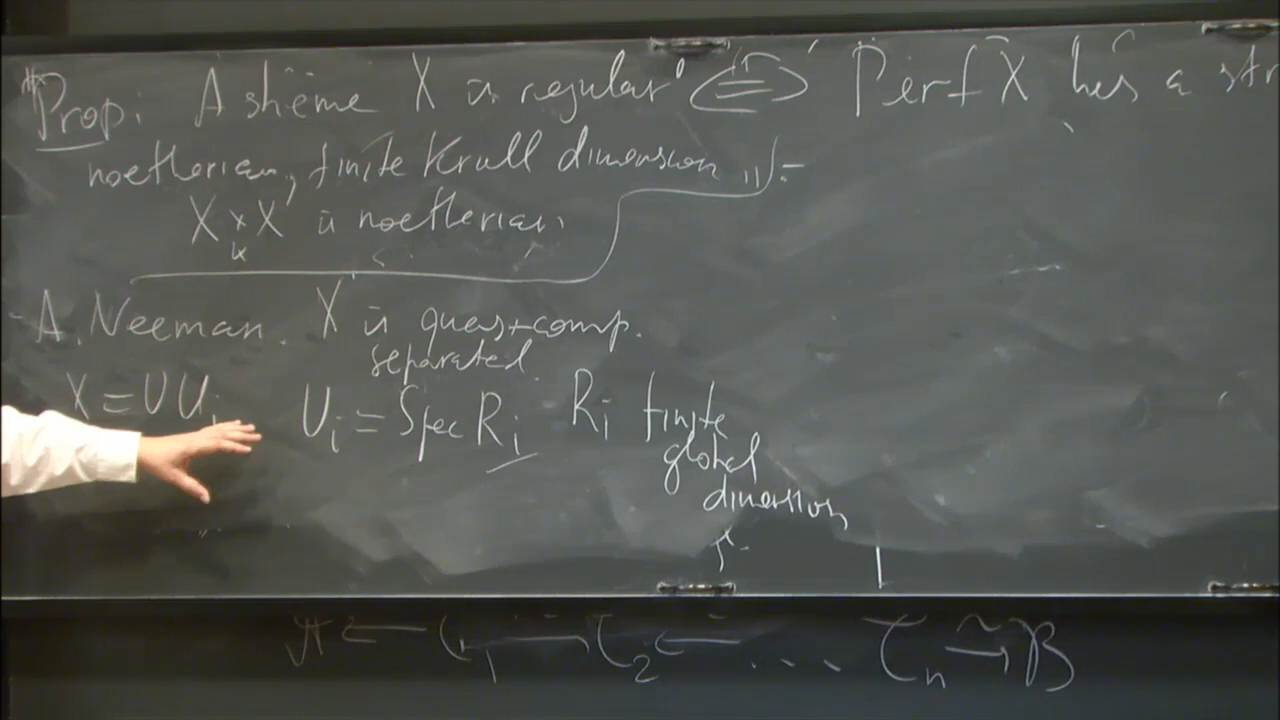 Prop: A sheme X is regular ⟺ Perf X has a str
noetherian, finite Krull dimension
X ×ₖ X is noetherian.
A. Neeman. X is quas+comp.
separated.
X = ∪ Uᵢ Uᵢ = Spec Rᵢ Rᵢ finite
global
dimension
A ← C₁ → C₂ ← ... Cₙ →̃ B